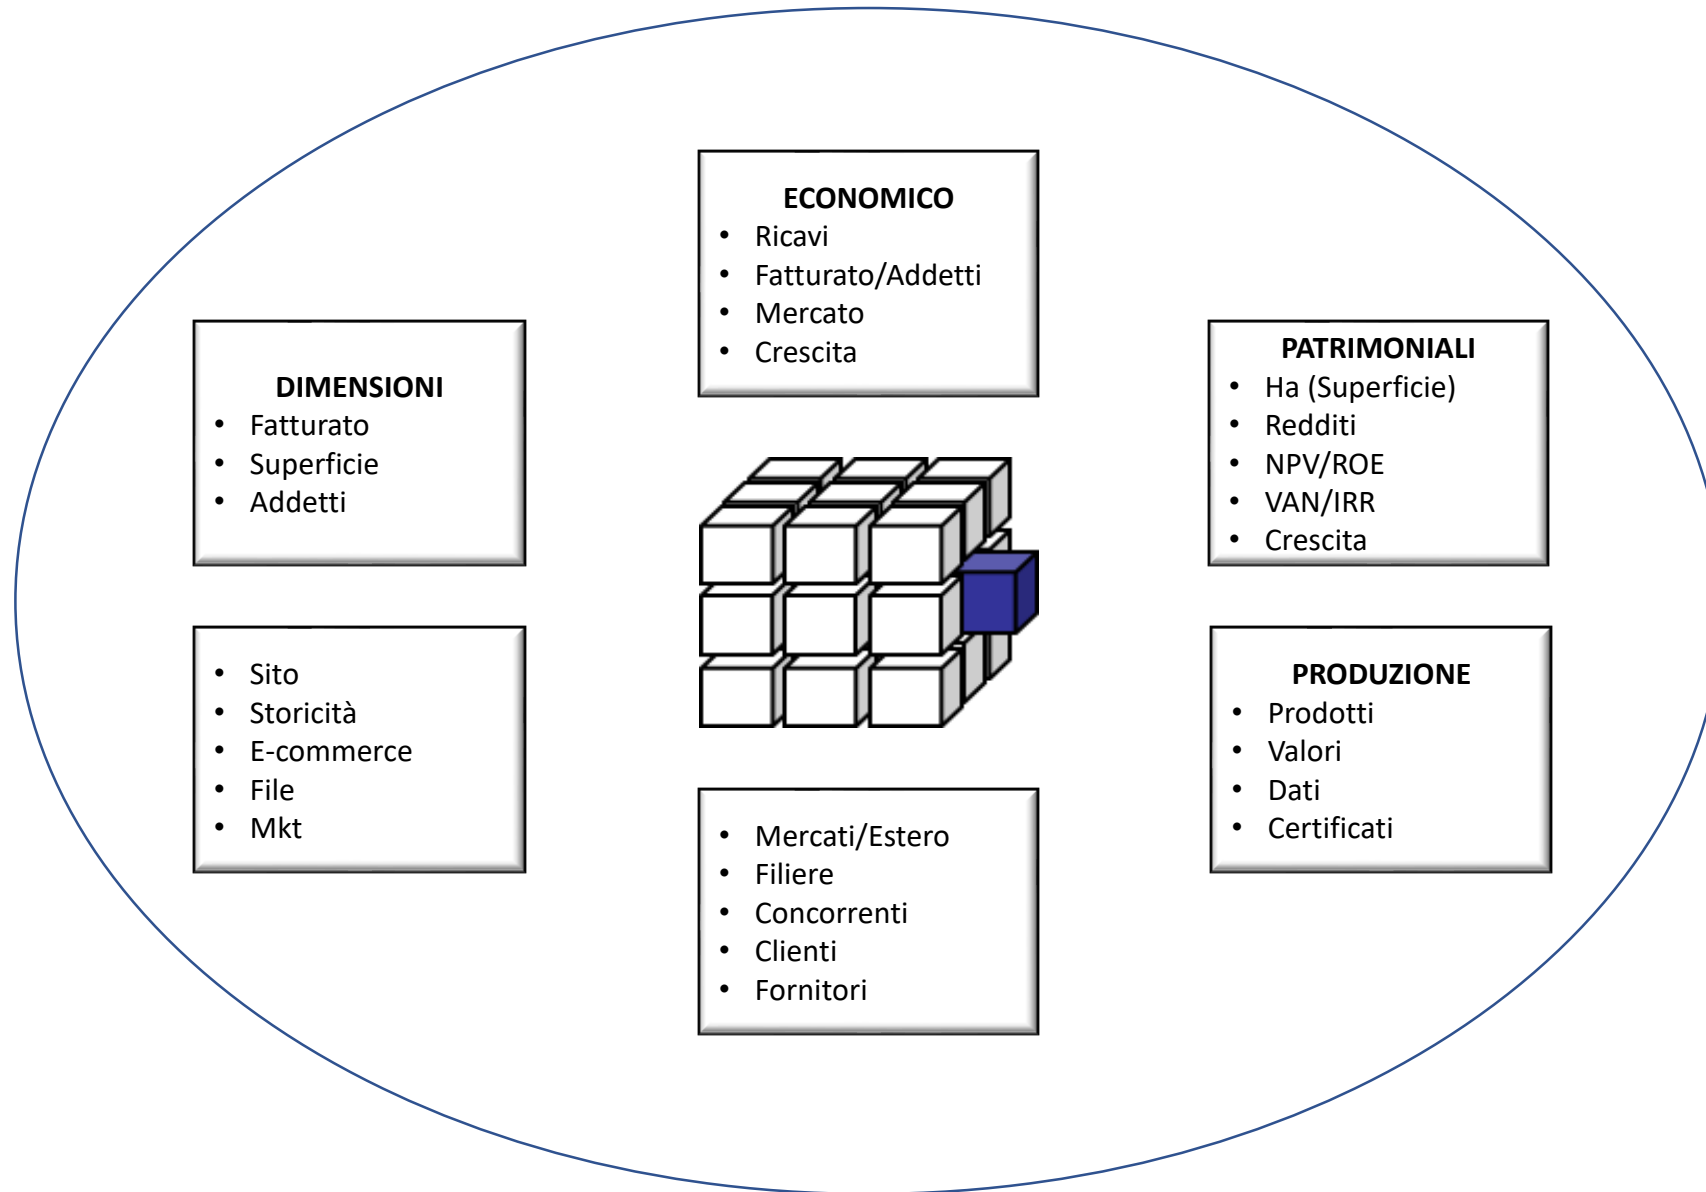 ECONOMICO
• Ricavi
• Fatturato/Addetti
• Mercato
• Crescita
DIMENSIONI
• Fatturato
• Superficie
• Addetti
PATRIMONIALI
• Ha (Superficie)
• Redditi
• NPV/ROE
• VAN/IRR
• Crescita
• Sito
• Storicità
• E-commerce
• File
• Mkt
• Mercati/Estero
• Filiere
• Concorrenti
• Clienti
• Fornitori
PRODUZIONE
• Prodotti
• Valori
• Dati
• Certificati